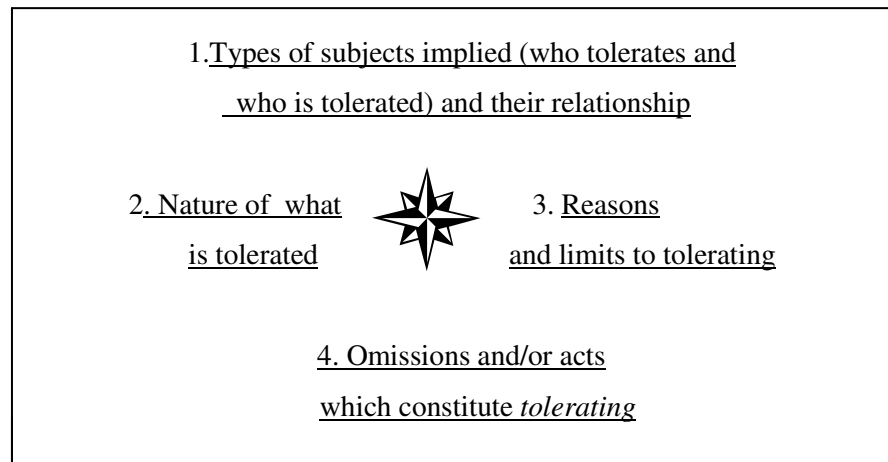 1.Types of subjects implied (who tolerates and
who is tolerated) and their relationship
2. Nature of what
is tolerated
3. Reasons
and limits to tolerating
4. Omissions and/or acts
which constitute tolerating